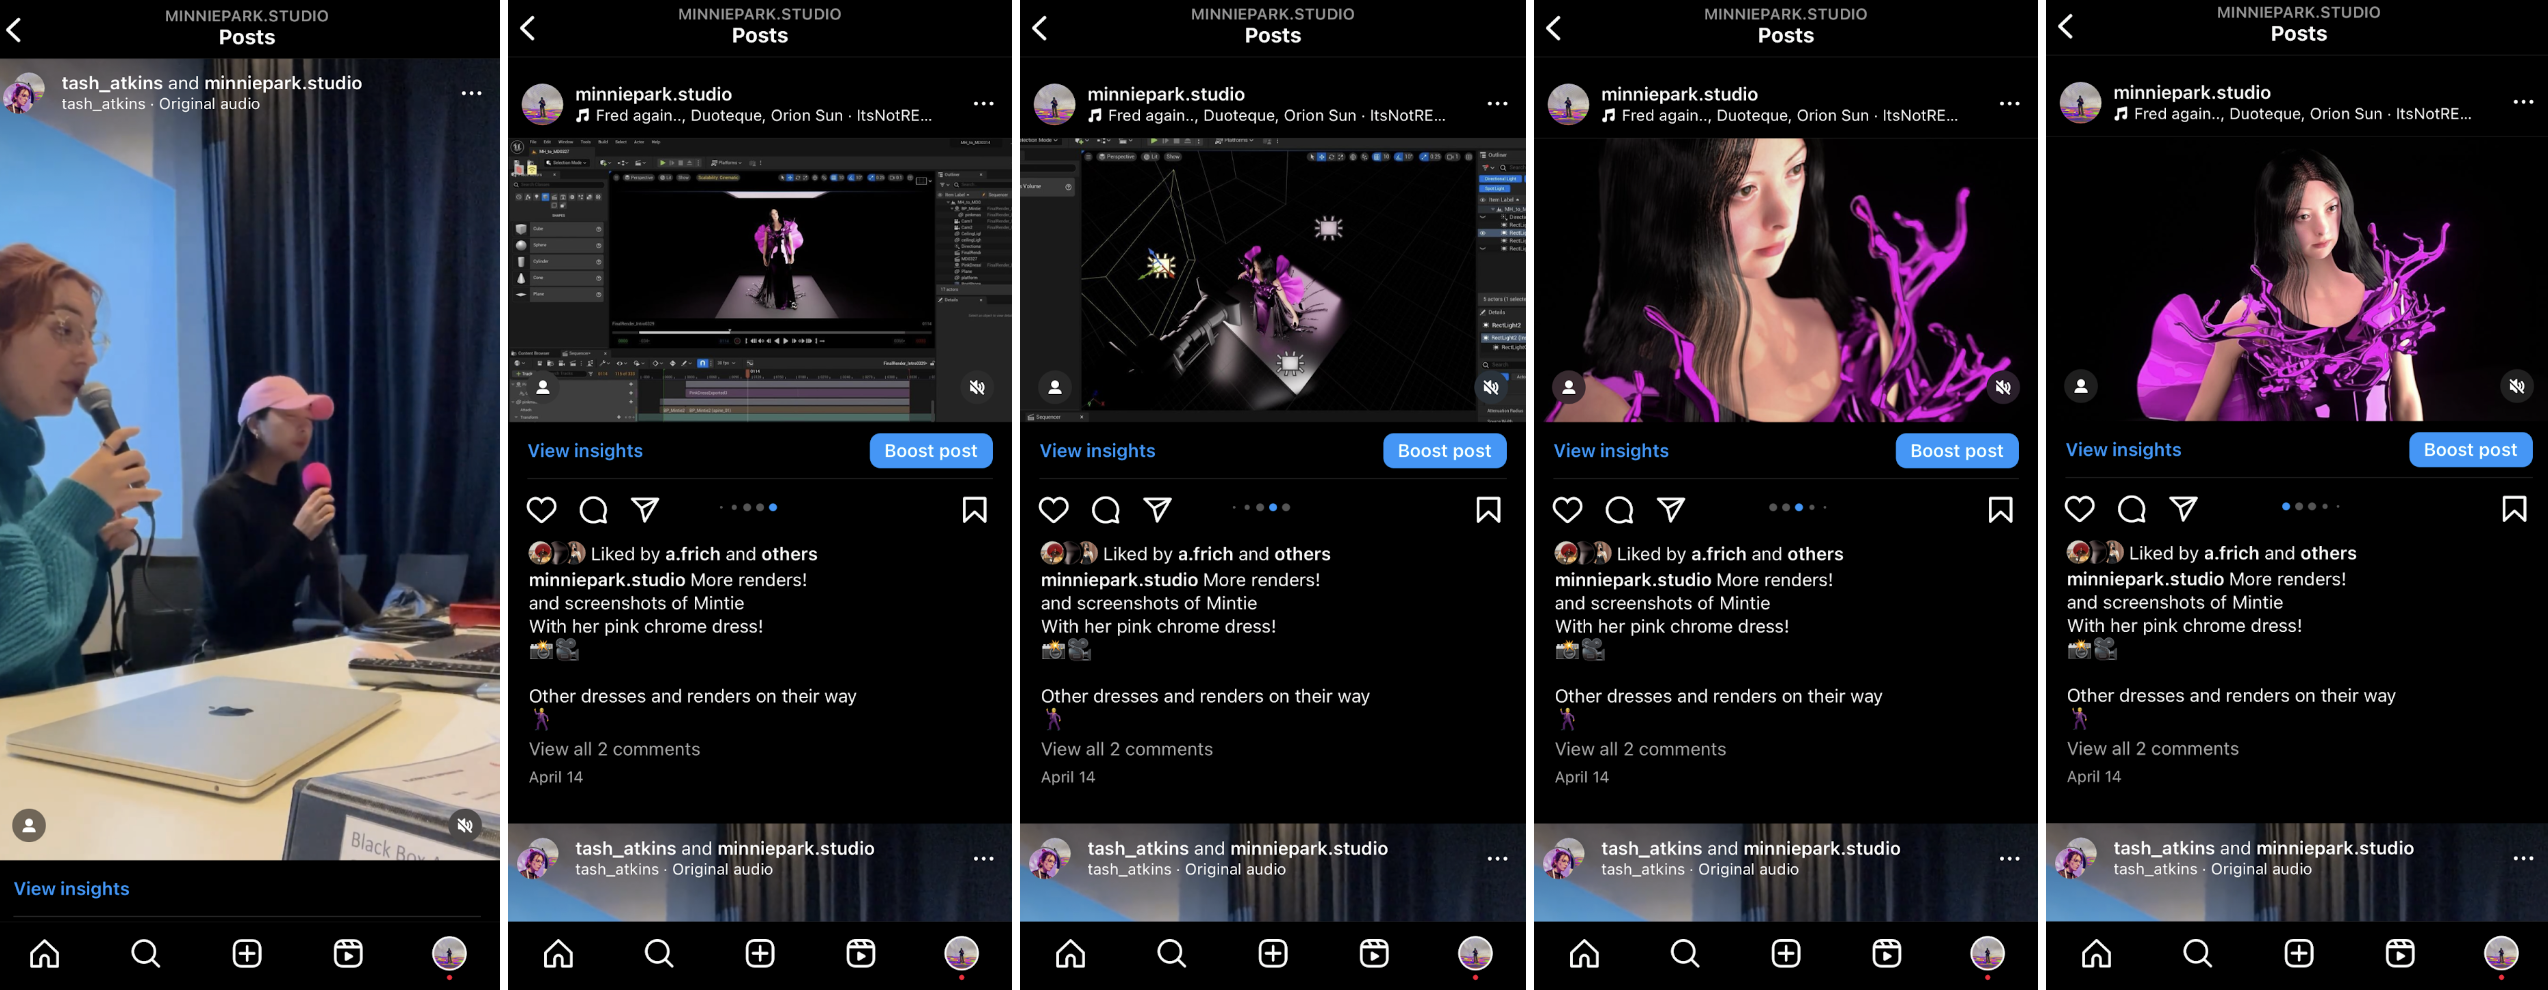 MINNIEPARK.STUDIO
Posts
tash_atkins and minniepark.studio
tash_atkins · Original audio
Black Box
View insights
MINNIEPARK.STUDIO
Posts
minniepark.studio
Fred again.., Duoteque, Orion Sun · ItsNotRE...
View insights
Boost post
Liked by a.frich and others
minniepark.studio More renders!
and screenshots of Mintie
With her pink chrome dress!
Other dresses and renders on their way
View all 2 comments
April 14
tash_atkins and minniepark.studio
tash_atkins · Original audio
MINNIEPARK.STUDIO
Posts
minniepark.studio
Fred again.., Duoteque, Orion Sun · ItsNotRE...
Perspective
Lit
Show
Volume
Details
RectLight2
Sequencer
View insights
Boost post
Liked by a.frich and others
minniepark.studio More renders!
and screenshots of Mintie
With her pink chrome dress!
Other dresses and renders on their way
View all 2 comments
April 14
tash_atkins and minniepark.studio
tash_atkins · Original audio
MINNIEPARK.STUDIO
Posts
minniepark.studio
Fred again.., Duoteque, Orion Sun · ItsNotRE...
View insights
Boost post
Liked by a.frich and others
minniepark.studio More renders!
and screenshots of Mintie
With her pink chrome dress!
Other dresses and renders on their way
View all 2 comments
April 14
tash_atkins and minniepark.studio
tash_atkins · Original audio
MINNIEPARK.STUDIO
Posts
minniepark.studio
Fred again.., Duoteque, Orion Sun · ItsNotRE...
View insights
Boost post
Liked by a.frich and others
minniepark.studio More renders!
and screenshots of Mintie
With her pink chrome dress!
Other dresses and renders on their way
View all 2 comments
April 14
tash_atkins and minniepark.studio
tash_atkins · Original audio